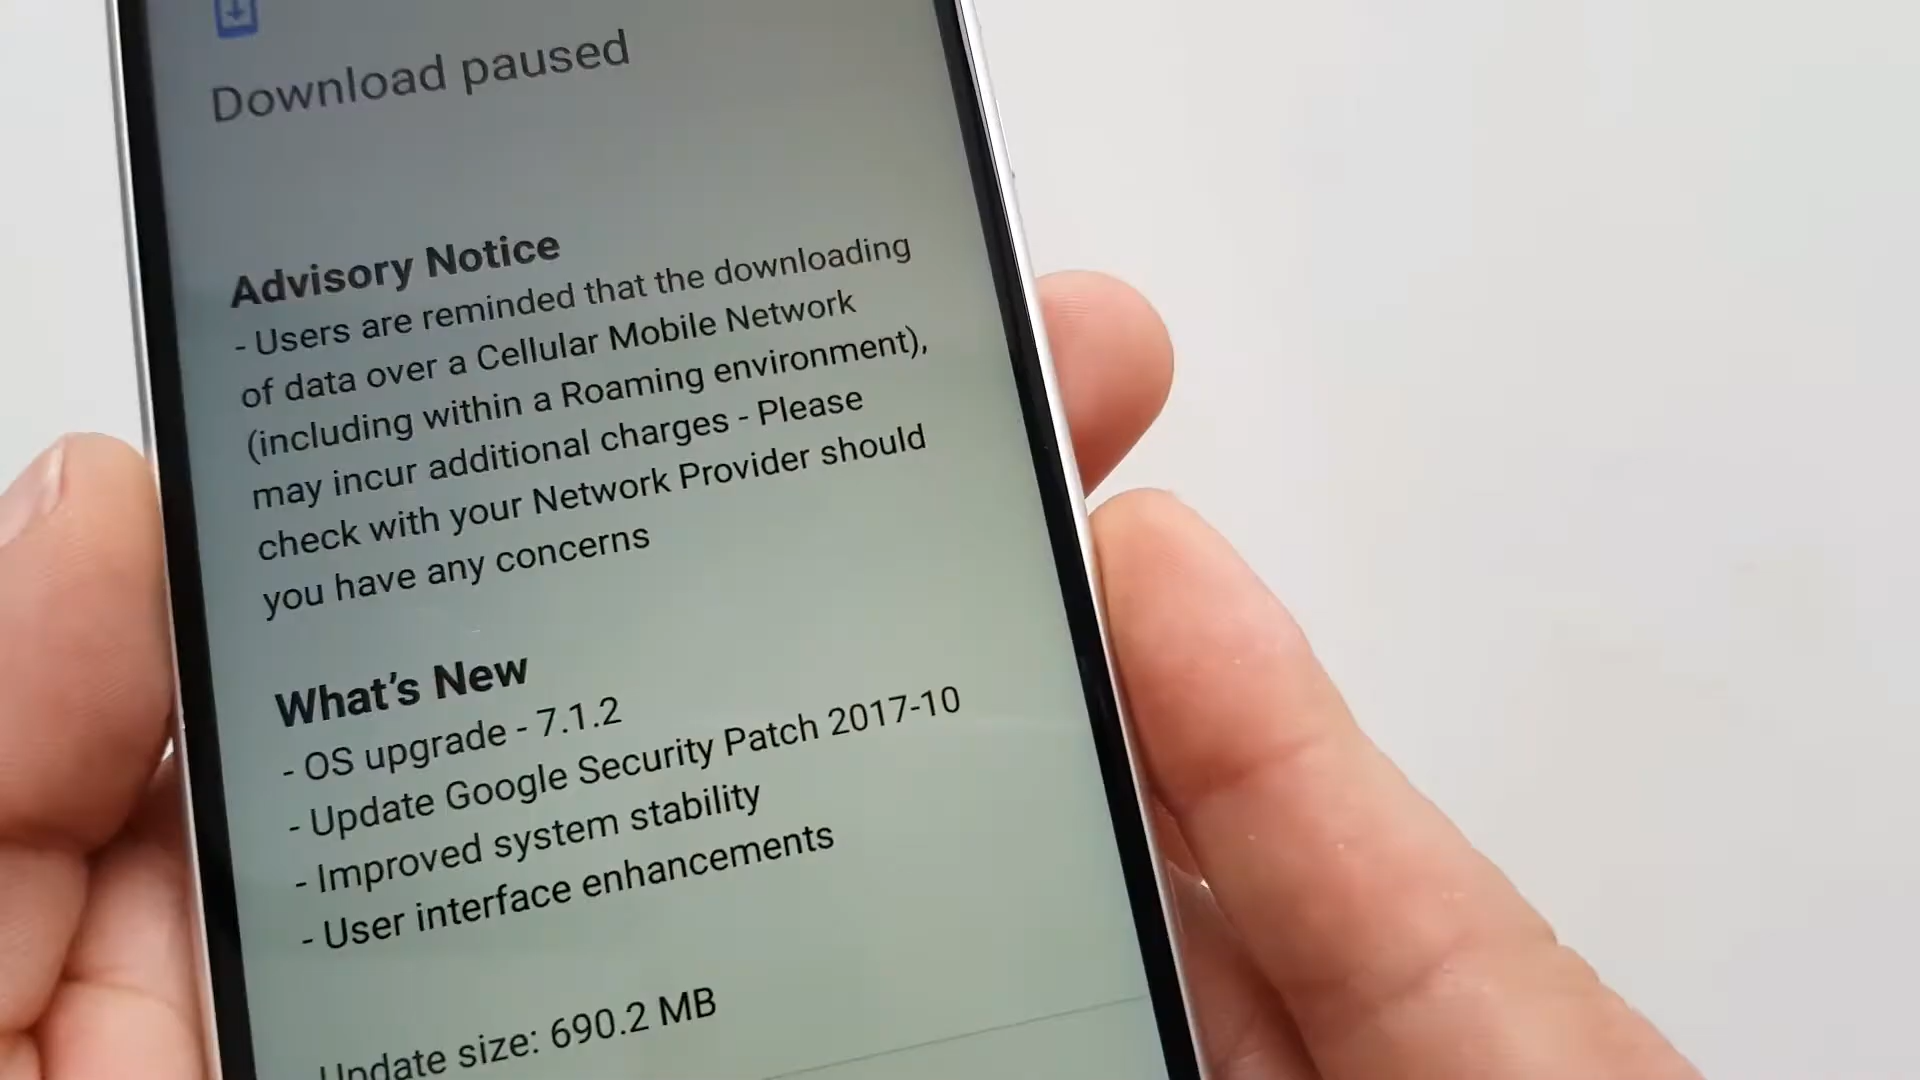 Download paused
Advisory Notice
- Users are reminded that the downloading
of data over a Cellular Mobile Network
(including within a Roaming environment),
may incur additional charges - Please
check with your Network Provider should
you have any concerns
What's New
- OS upgrade - 7.1.2
- Update Google Security Patch 2017-10
- Improved system stability
- User interface enhancements
Update size: 690.2 MB